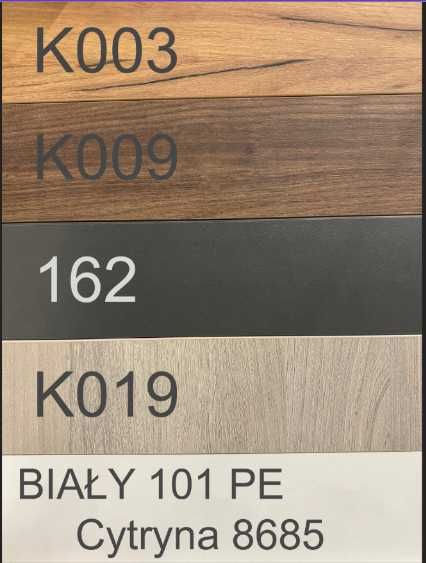 K003
K009
162
K019
BIAŁY 101 PE
Cytryna 8685